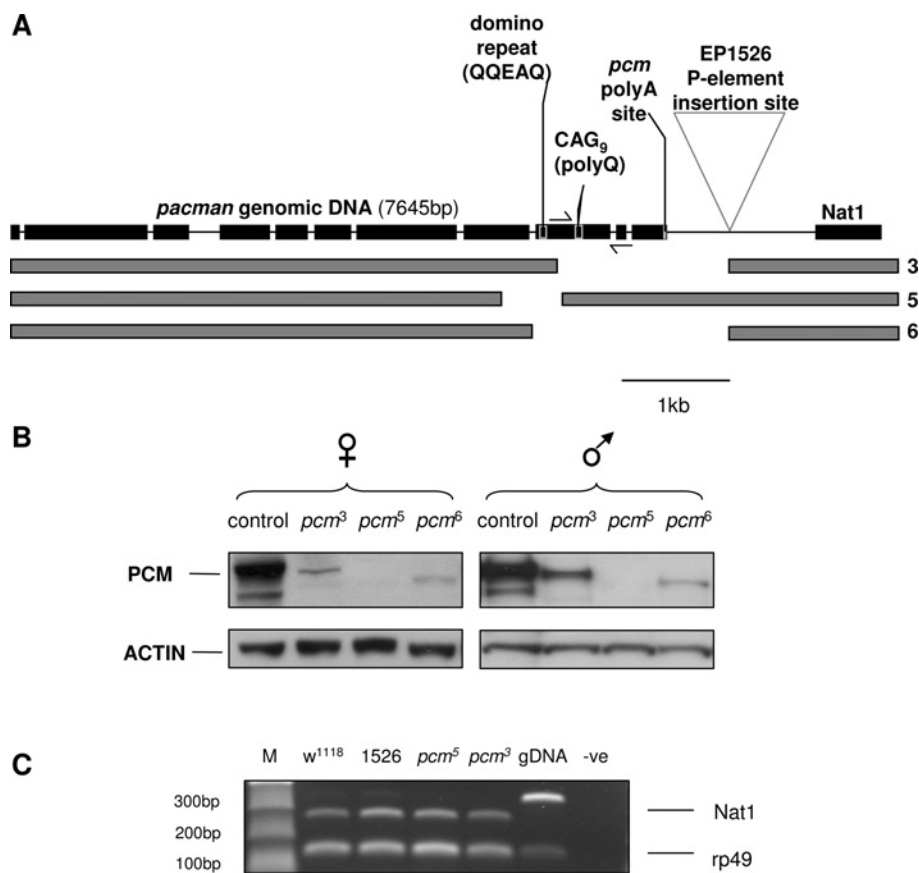 A
domino
repeat
(QQEAQ)
pcm
polyA
site
EP1526
P-element
insertion site
CAG9
(polyQ)
pacman genomic DNA (7645bp)
Nat1
3
5
6
1kb
B
♀
♂
control pcm3 pcm5 pcm6
control pcm3 pcm5 pcm6
PCM
ACTIN
C
M w1118 1526 pcm5 pcm3 gDNA -ve
300bp
200bp
100bp
Nat1
rp49